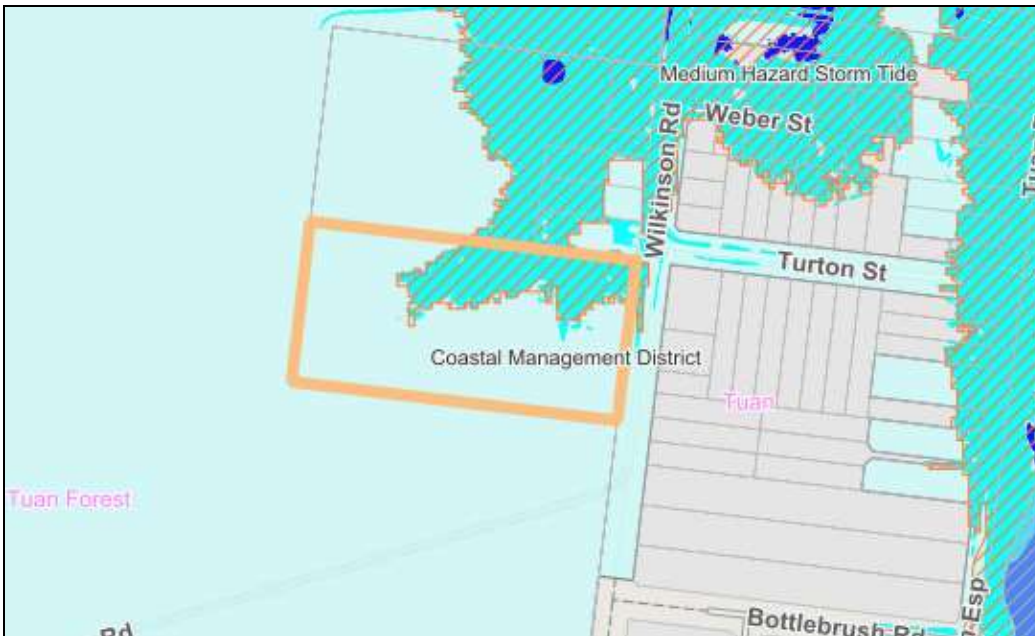 Medium Hazard Storm Tide
Weber St
Wilkinson Rd
Turton St
Coastal Management District
Tuan
Tuan Forest
Esp
Bottlebrush Rd
Rd